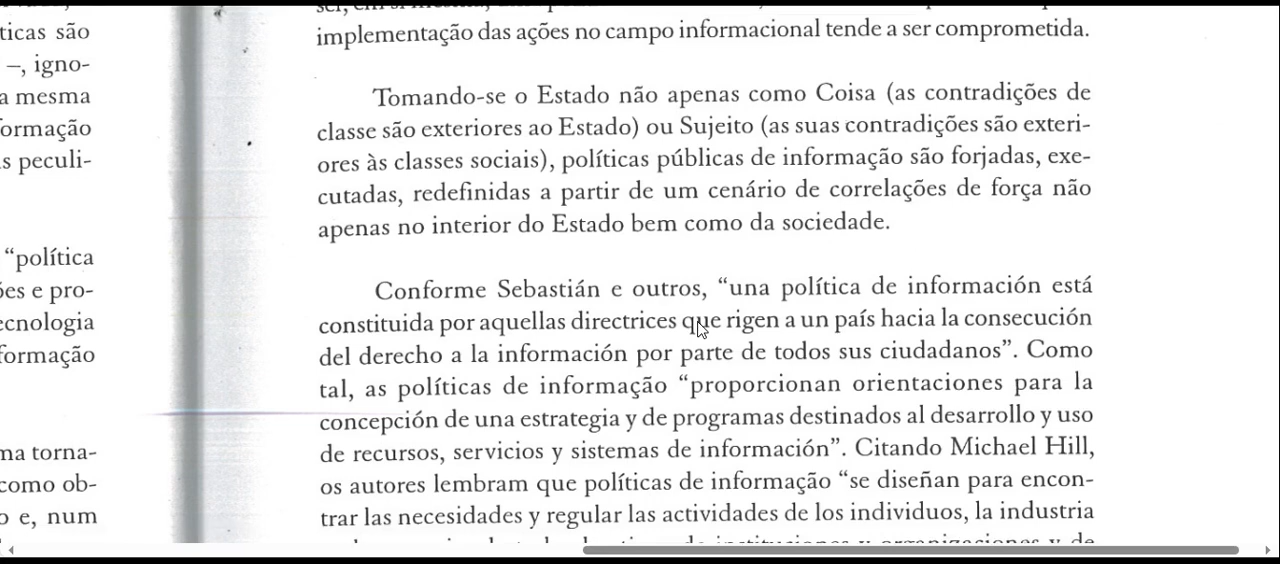 ticas são
–, igno-
a mesma
ormação
s peculi-
“política
ões e pro-
ecnologia
formação
ma torna-
como ob-
o e, num
implementação das ações no campo informacional tende a ser comprometida.
Tomando-se o Estado não apenas como Coisa (as contradições de
classe são exteriores ao Estado) ou Sujeito (as suas contradições são exteri-
ores às classes sociais), políticas públicas de informação são forjadas, exe-
cutadas, redefinidas a partir de um cenário de correlações de força não
apenas no interior do Estado bem como da sociedade.
Conforme Sebastián e outros, “una política de información está
constituida por aquellas directrices que rigen a un país hacia la consecución
del derecho a la información por parte de todos sus ciudadanos”. Como
tal, as políticas de informação “proporcionan orientaciones para la
concepción de una estrategia y de programas destinados al desarrollo y uso
de recursos, servicios y sistemas de información”. Citando Michael Hill,
os autores lembram que políticas de informação “se diseñan para encon-
trar las necesidades y regular las actividades de los individuos, la industria